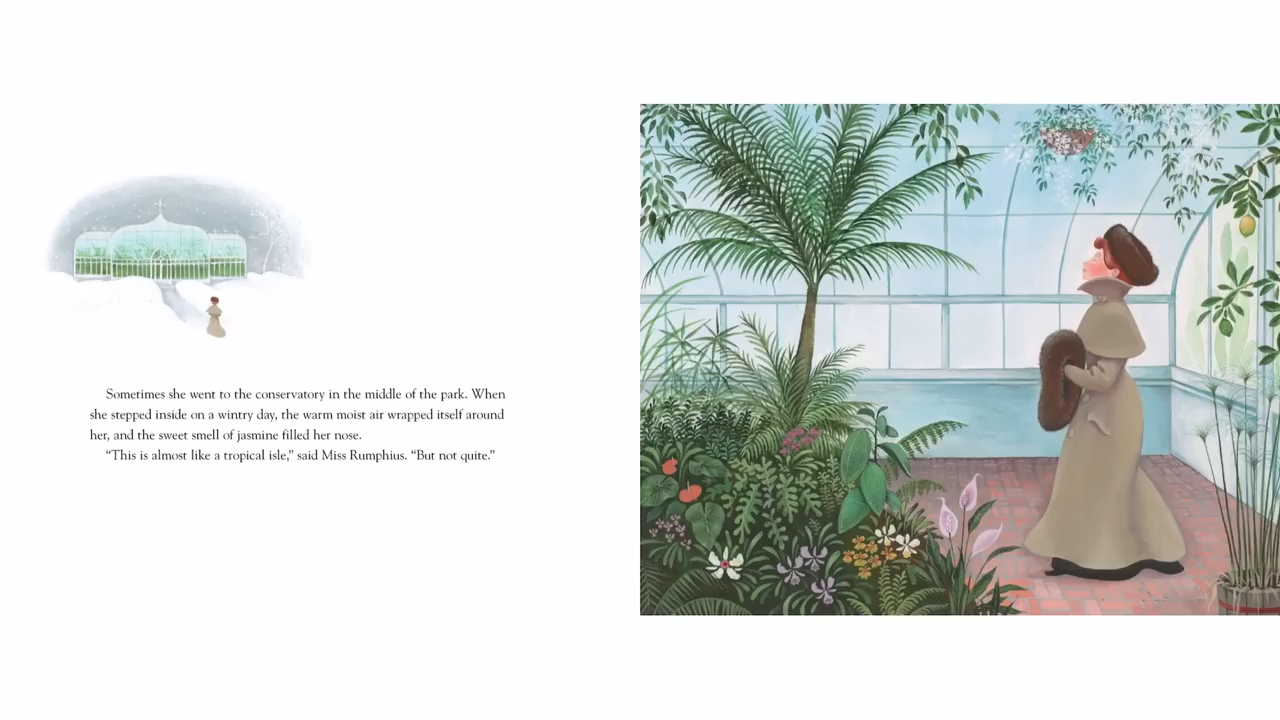 Sometimes she went to the conservatory in the middle of the park. When
she stepped inside on a wintry day, the warm moist air wrapped itself around
her, and the sweet smell of jasmine filled her nose.
“This is almost like a tropical isle,” said Miss Rumphius. “But not quite.”